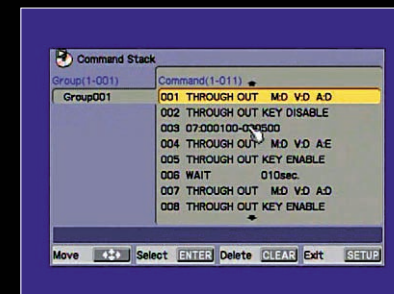 Command Stack
Group(1-001) Command(1-011)
Group001
001 THROUGH OUT M:D V:D A:D
002 THROUGH OUT KEY DISABLE
003 07:000100-000500
004 THROUGH OUT M:D V:D A:E
005 THROUGH OUT KEY ENABLE
006 WAIT 010sec.
007 THROUGH OUT M:D V:D A:D
008 THROUGH OUT KEY ENABLE
Move Select ENTER Delete CLEAR Exit SETUP